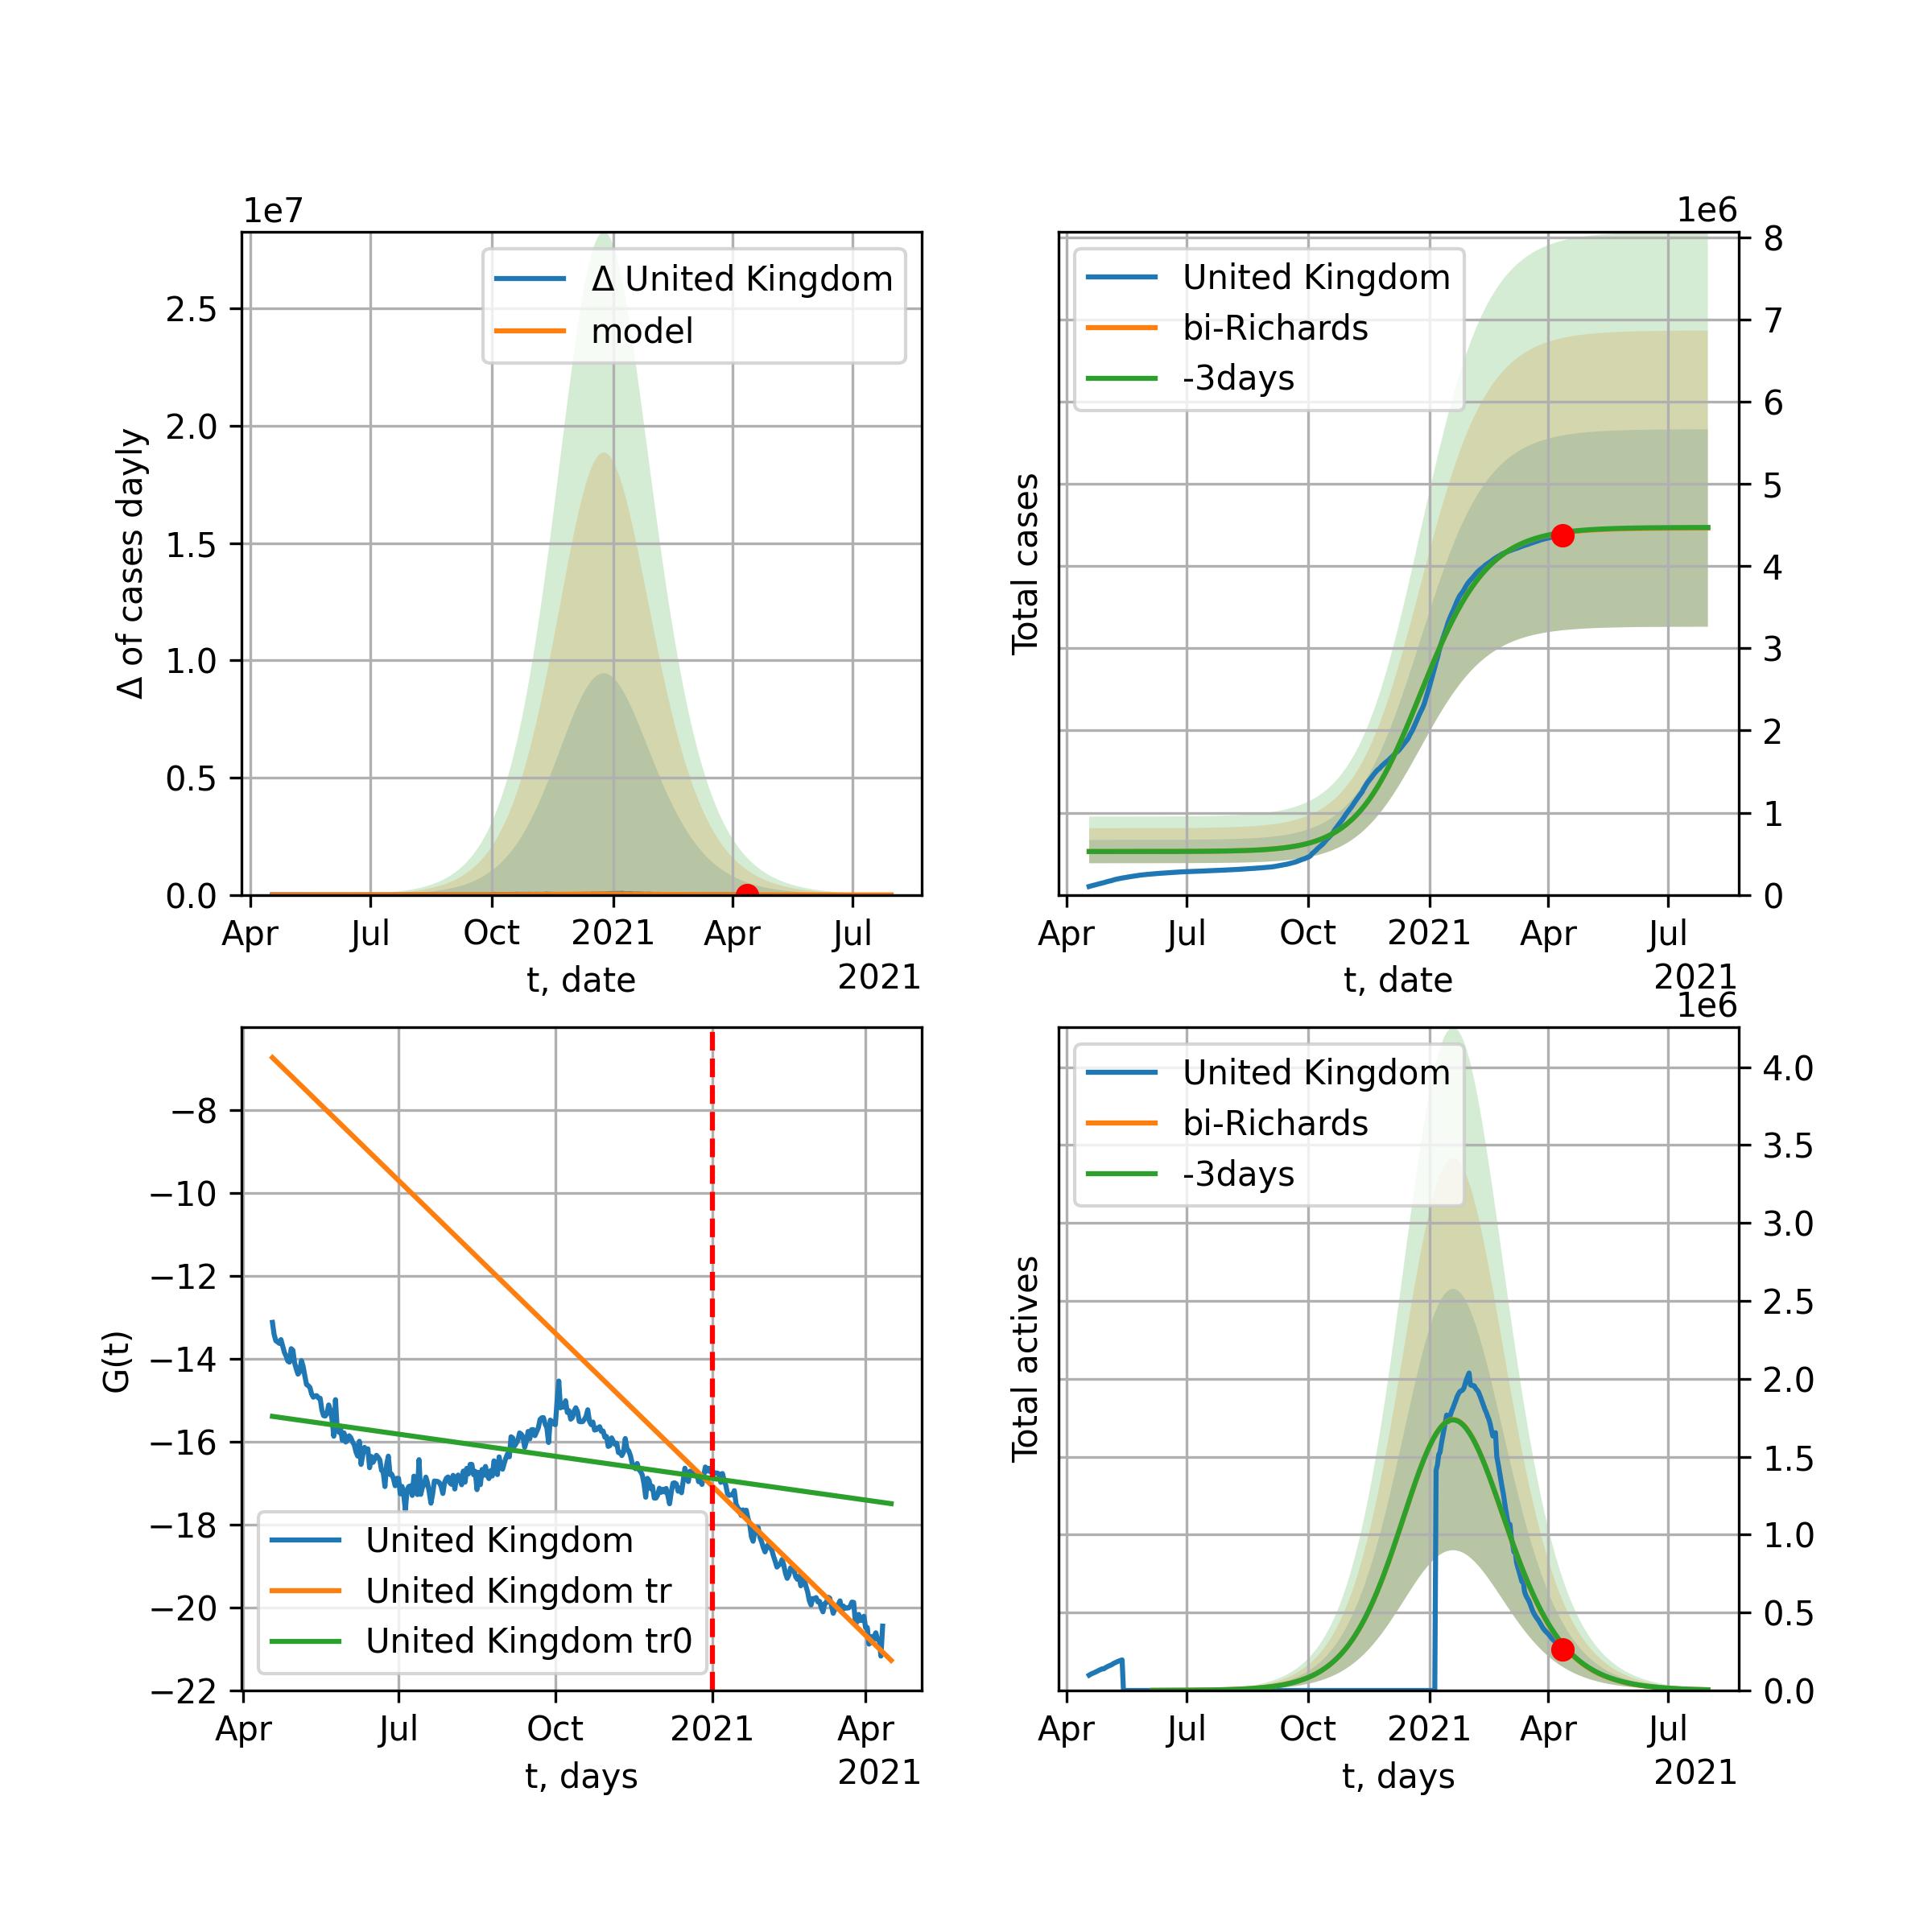 1e7
Δ United Kingdom
model
2.5
2.0
1.5
1.0
0.5
0.0
Δ of cases dayly
Apr Jul Oct 2021 Apr Jul
t, date
2021
1e6
United Kingdom
bi-Richards
-3days
8
7
6
5
4
3
2
1
0
Total cases
Apr Jul Oct 2021 Apr Jul
t, date
2021
−8
−10
−12
−14
−16
−18
−20
−22
G(t)
United Kingdom
United Kingdom tr
United Kingdom tr0
Apr Jul Oct 2021 Apr
t, days
2021
1e6
United Kingdom
bi-Richards
-3days
4.0
3.5
3.0
2.5
2.0
1.5
1.0
0.5
0.0
Total actives
Apr Jul Oct 2021 Apr Jul
t, days
2021